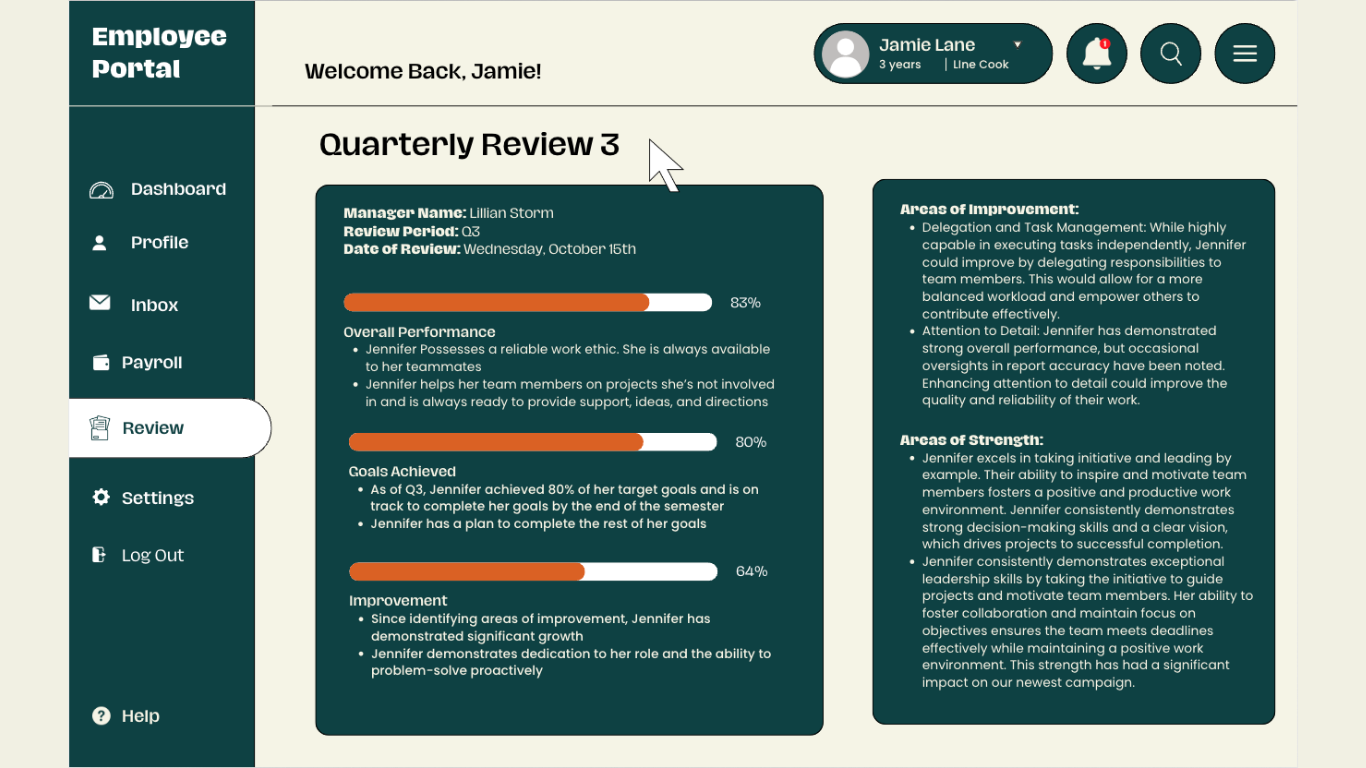 Employee
Portal
Welcome Back, Jamie!
Jamie Lane
3 years | LIne Cook
1
Dashboard
Profile
Inbox
Payroll
Review
Settings
Log Out
? Help
Quarterly Review 3
Manager Name: Lillian Storm
Review Period: Q3
Date of Review: Wednesday, October 15th
83%
Overall Performance
• Jennifer Possesses a reliable work ethic. She is always available
to her teammates
• Jennifer helps her team members on projects she's not involved
in and is always ready to provide support, ideas, and directions
80%
Goals Achieved
• As of Q3, Jennifer achieved 80% of her target goals and is on
track to complete her goals by the end of the semester
• Jennifer has a plan to complete the rest of her goals
64%
Improvement
• Since identifying areas of improvement, Jennifer has
demonstrated significant growth
• Jennifer demonstrates dedication to her role and the ability to
problem-solve proactively
Areas of Improvement:
• Delegation and Task Management: While highly
capable in executing tasks independently, Jennifer
could improve by delegating responsibilities to
team members. This would allow for a more
balanced workload and empower others to
contribute effectively.
• Attention to Detail: Jennifer has demonstrated
strong overall performance, but occasional
oversights in report accuracy have been noted.
Enhancing attention to detail could improve the
quality and reliability of their work.
Areas of Strength:
• Jennifer excels in taking initiative and leading by
example. Their ability to inspire and motivate team
members fosters a positive and productive work
environment. Jennifer consistently demonstrates
strong decision-making skills and a clear vision,
which drives projects to successful completion.
• Jennifer consistently demonstrates exceptional
leadership skills by taking the initiative to guide
projects and motivate team members. Her ability to
foster collaboration and maintain focus on
objectives ensures the team meets deadlines
effectively while maintaining a positive work
environment. This strength has had a significant
impact on our newest campaign.